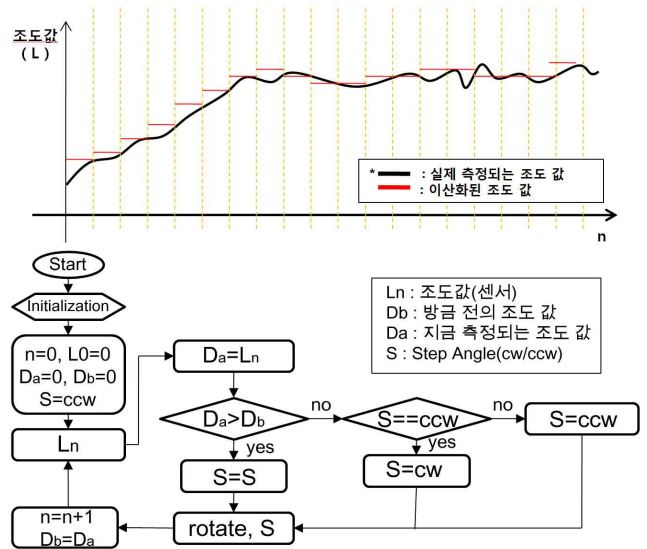 조도값
( L )
* : 실제 측정되는 조도 값
: 이산화된 조도 값
n
Start
Initialization
n=0, L0=0
Da=0, Db=0
S=ccw
Ln
n=n+1
Db=Da
Da=Ln
Da>Db
no
yes
S=S
rotate, S
S==ccw
no
yes
S=cw
S=ccw
Ln : 조도값(센서)
Db : 방금 전의 조도 값
Da : 지금 측정되는 조도 값
S : Step Angle(cw/ccw)